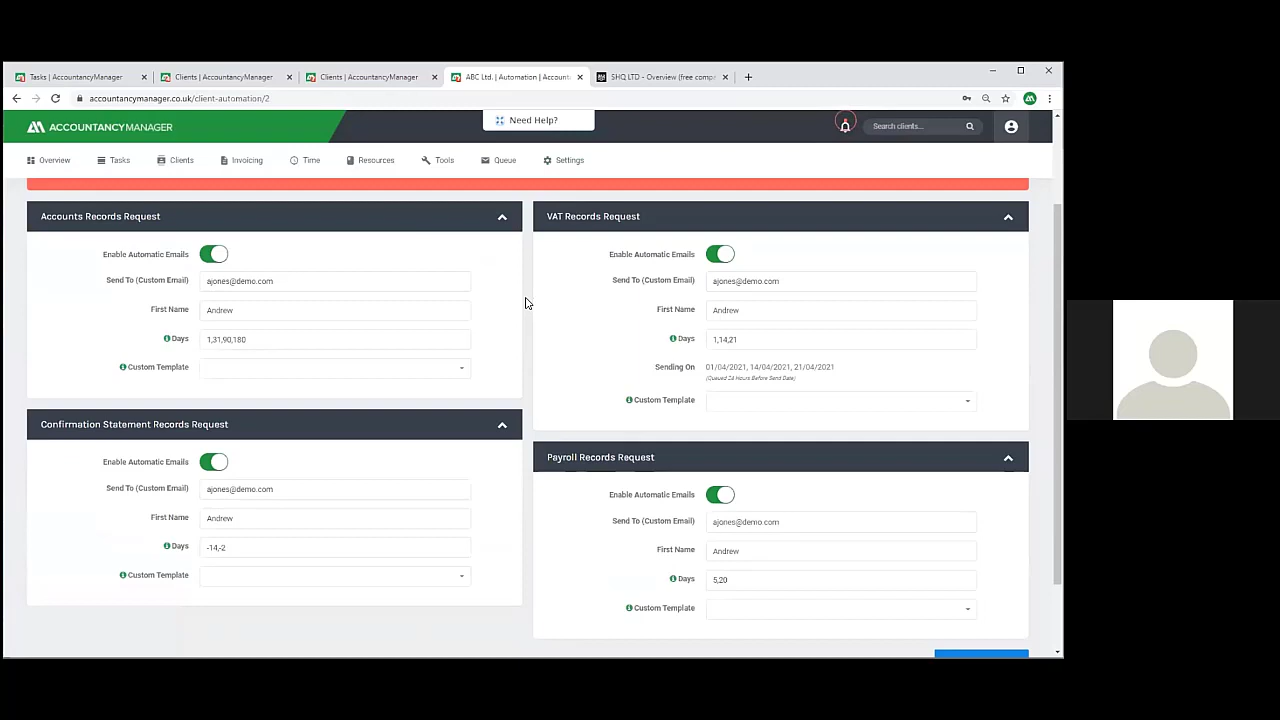 Tasks | AccountancyManager
Clients | AccountancyManager
Clients | AccountancyManager
ABC Ltd. | Automation | Account
SHQ LTD - Overview (free comp
accountancymanager.co.uk/client-automation/2
ACCOUNTANCYMANAGER
Need Help?
Search clients...
Overview
Tasks
Clients
Invoicing
Time
Resources
Tools
Queue
Settings
Accounts Records Request
Enable Automatic Emails
Send To (Custom Email) ajones@demo.com
First Name Andrew
Days 1,31,90,180
Custom Template
Confirmation Statement Records Request
Enable Automatic Emails
Send To (Custom Email) ajones@demo.com
First Name Andrew
Days -14,-2
Custom Template
VAT Records Request
Enable Automatic Emails
Send To (Custom Email) ajones@demo.com
First Name Andrew
Days 1,14,21
Sending On 01/04/2021, 14/04/2021, 21/04/2021
(Queued 24 Hours Before Send Date)
Custom Template
Payroll Records Request
Enable Automatic Emails
Send To (Custom Email) ajones@demo.com
First Name Andrew
Days 5,20
Custom Template